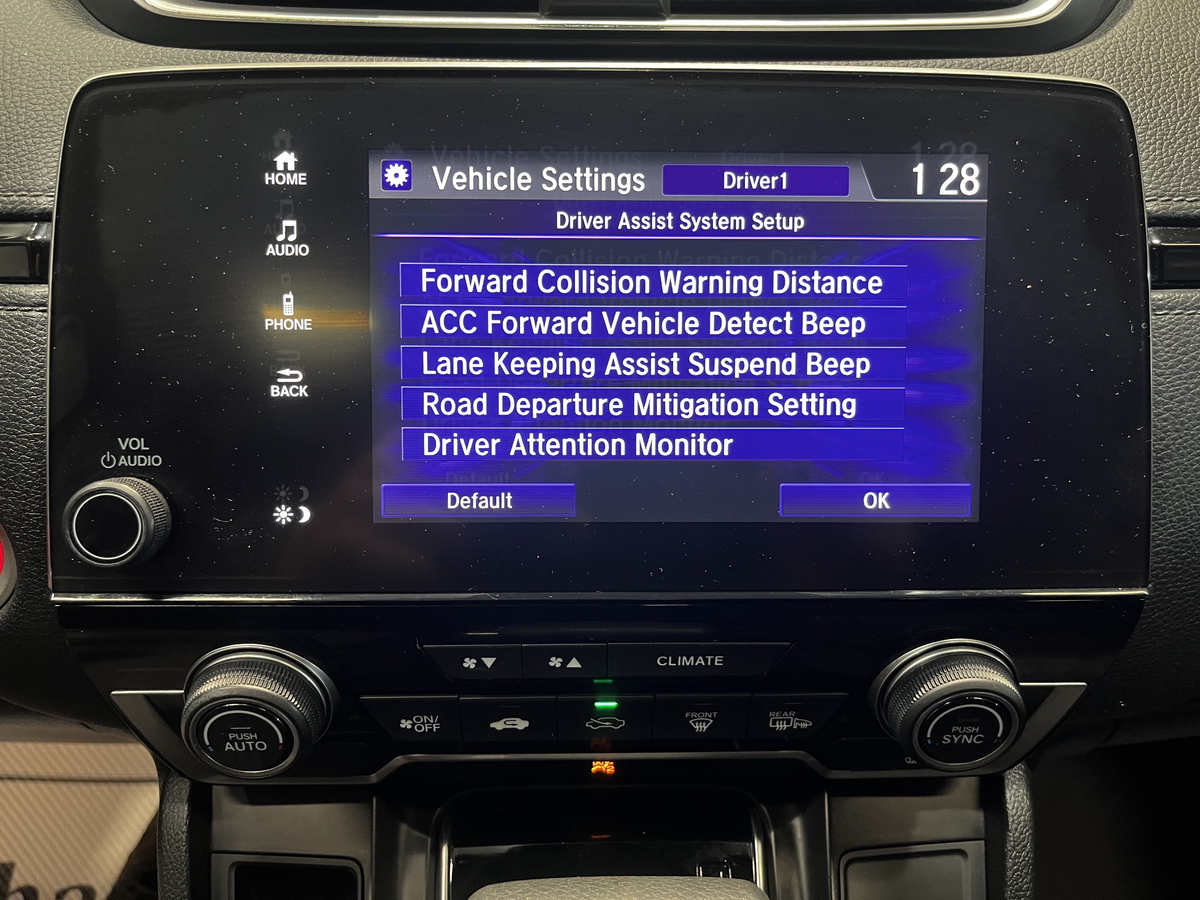 HOME
AUDIO
PHONE
BACK
VOL
AUDIO
Vehicle Settings
Driver1
1 28
Driver Assist System Setup
Forward Collision Warning Distance
ACC Forward Vehicle Detect Beep
Lane Keeping Assist Suspend Beep
Road Departure Mitigation Setting
Driver Attention Monitor
Default
OK
CLIMATE
PUSH
AUTO
ON/
OFF
FRONT
REAR
PUSH
SYNC